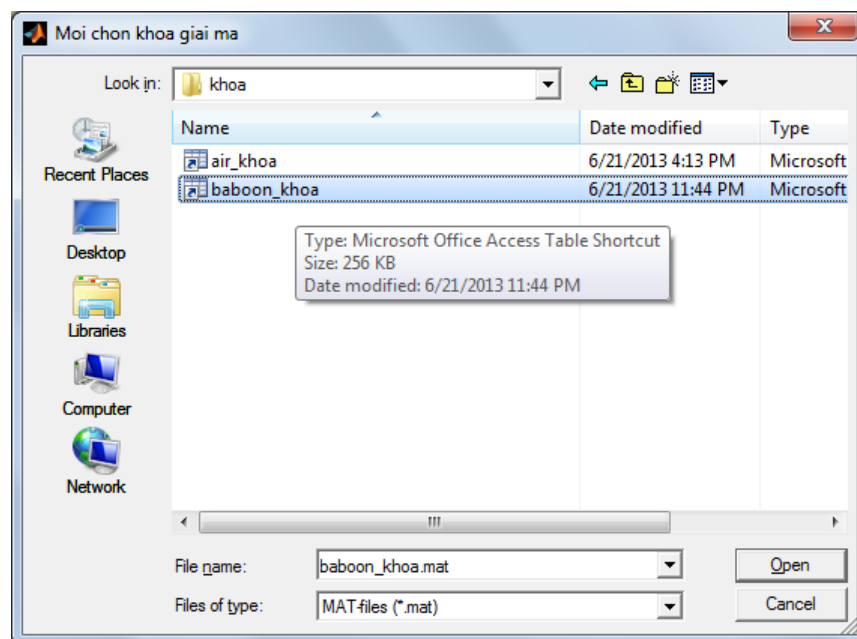 Moi chon khoa giai ma
Look in: khoa
Name Date modified Type
air_khoa 6/21/2013 4:13 PM Microsoft
baboon_khoa 6/21/2013 11:44 PM Microsoft
Type: Microsoft Office Access Table Shortcut
Size: 256 KB
Date modified: 6/21/2013 11:44 PM
Recent Places
Desktop
Libraries
Computer
Network
File name: baboon_khoa.mat Open
Files of type: MAT-files (*.mat) Cancel